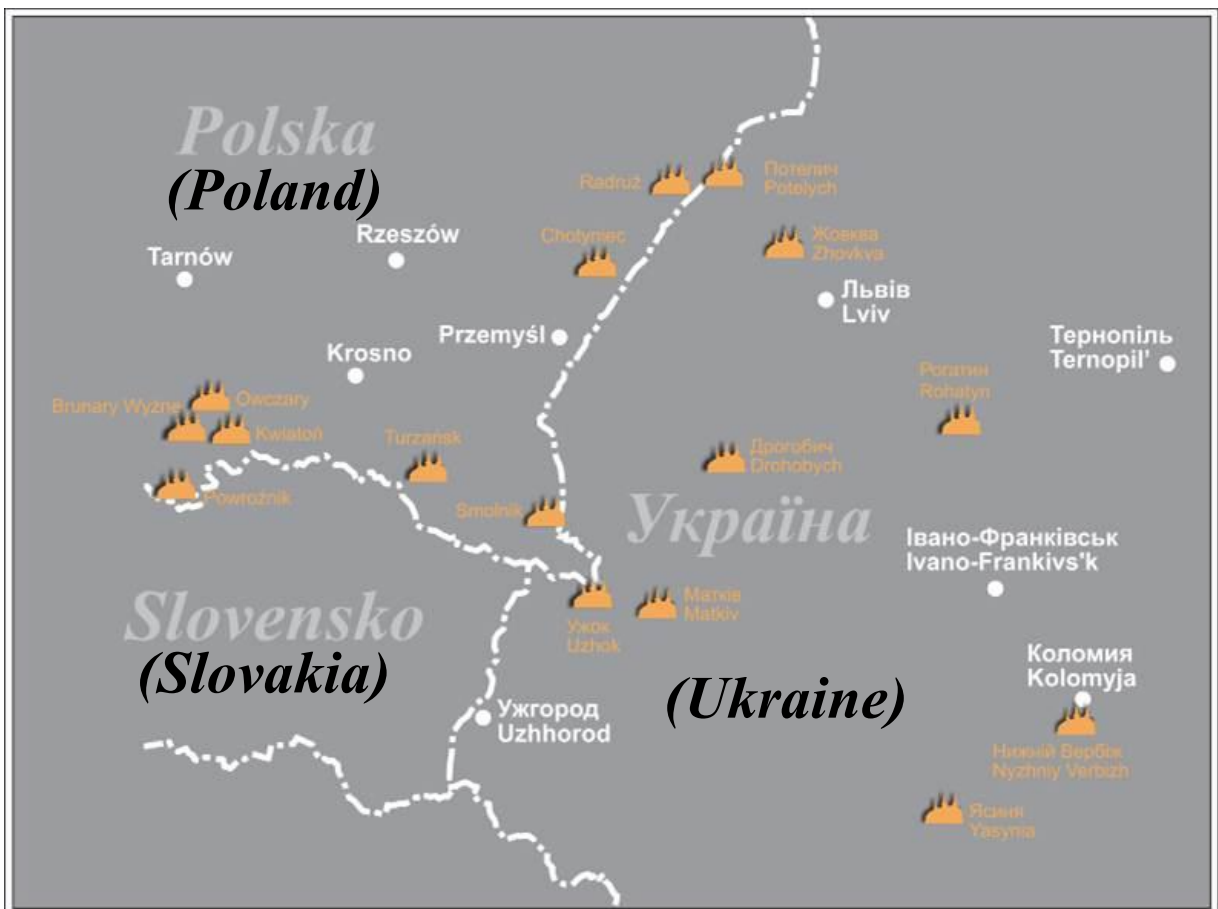 Polska
(Poland)
Radruż
Потелич
Potelych
Rzeszów
Chotyniec
Жовква
Zhovkva
Tarnów
Львів
Lviv
Przemyśl
Тернопіль
Ternopil'
Krosno
Рогатин
Rohatyn
Owczary
Brunary Wyżne
Kwiatoń
Turzańsk
Дрогобич
Drohobych
Powroźnik
Smolnik
Україна
Івано-Франківськ
Ivano-Frankivs'k
Slovensko
(Slovakia)
Ужок
Uzhok
Матків
Matkiv
(Ukraine)
Коломия
Kolomyja
Ужгород
Uzhhorod
Нижній Вербіж
Nyzhniy Verbizh
Ясиня
Yasynia